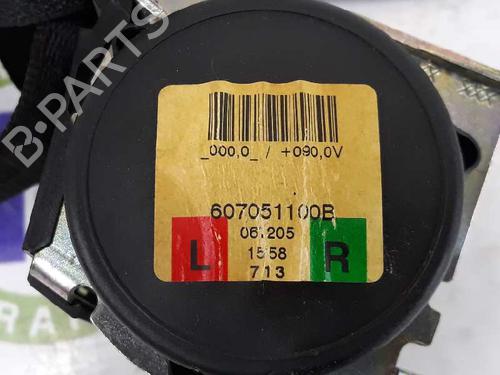 B-PARTS
_000,0_ / +090,0V
607051100B
06.205
1558
L R
713